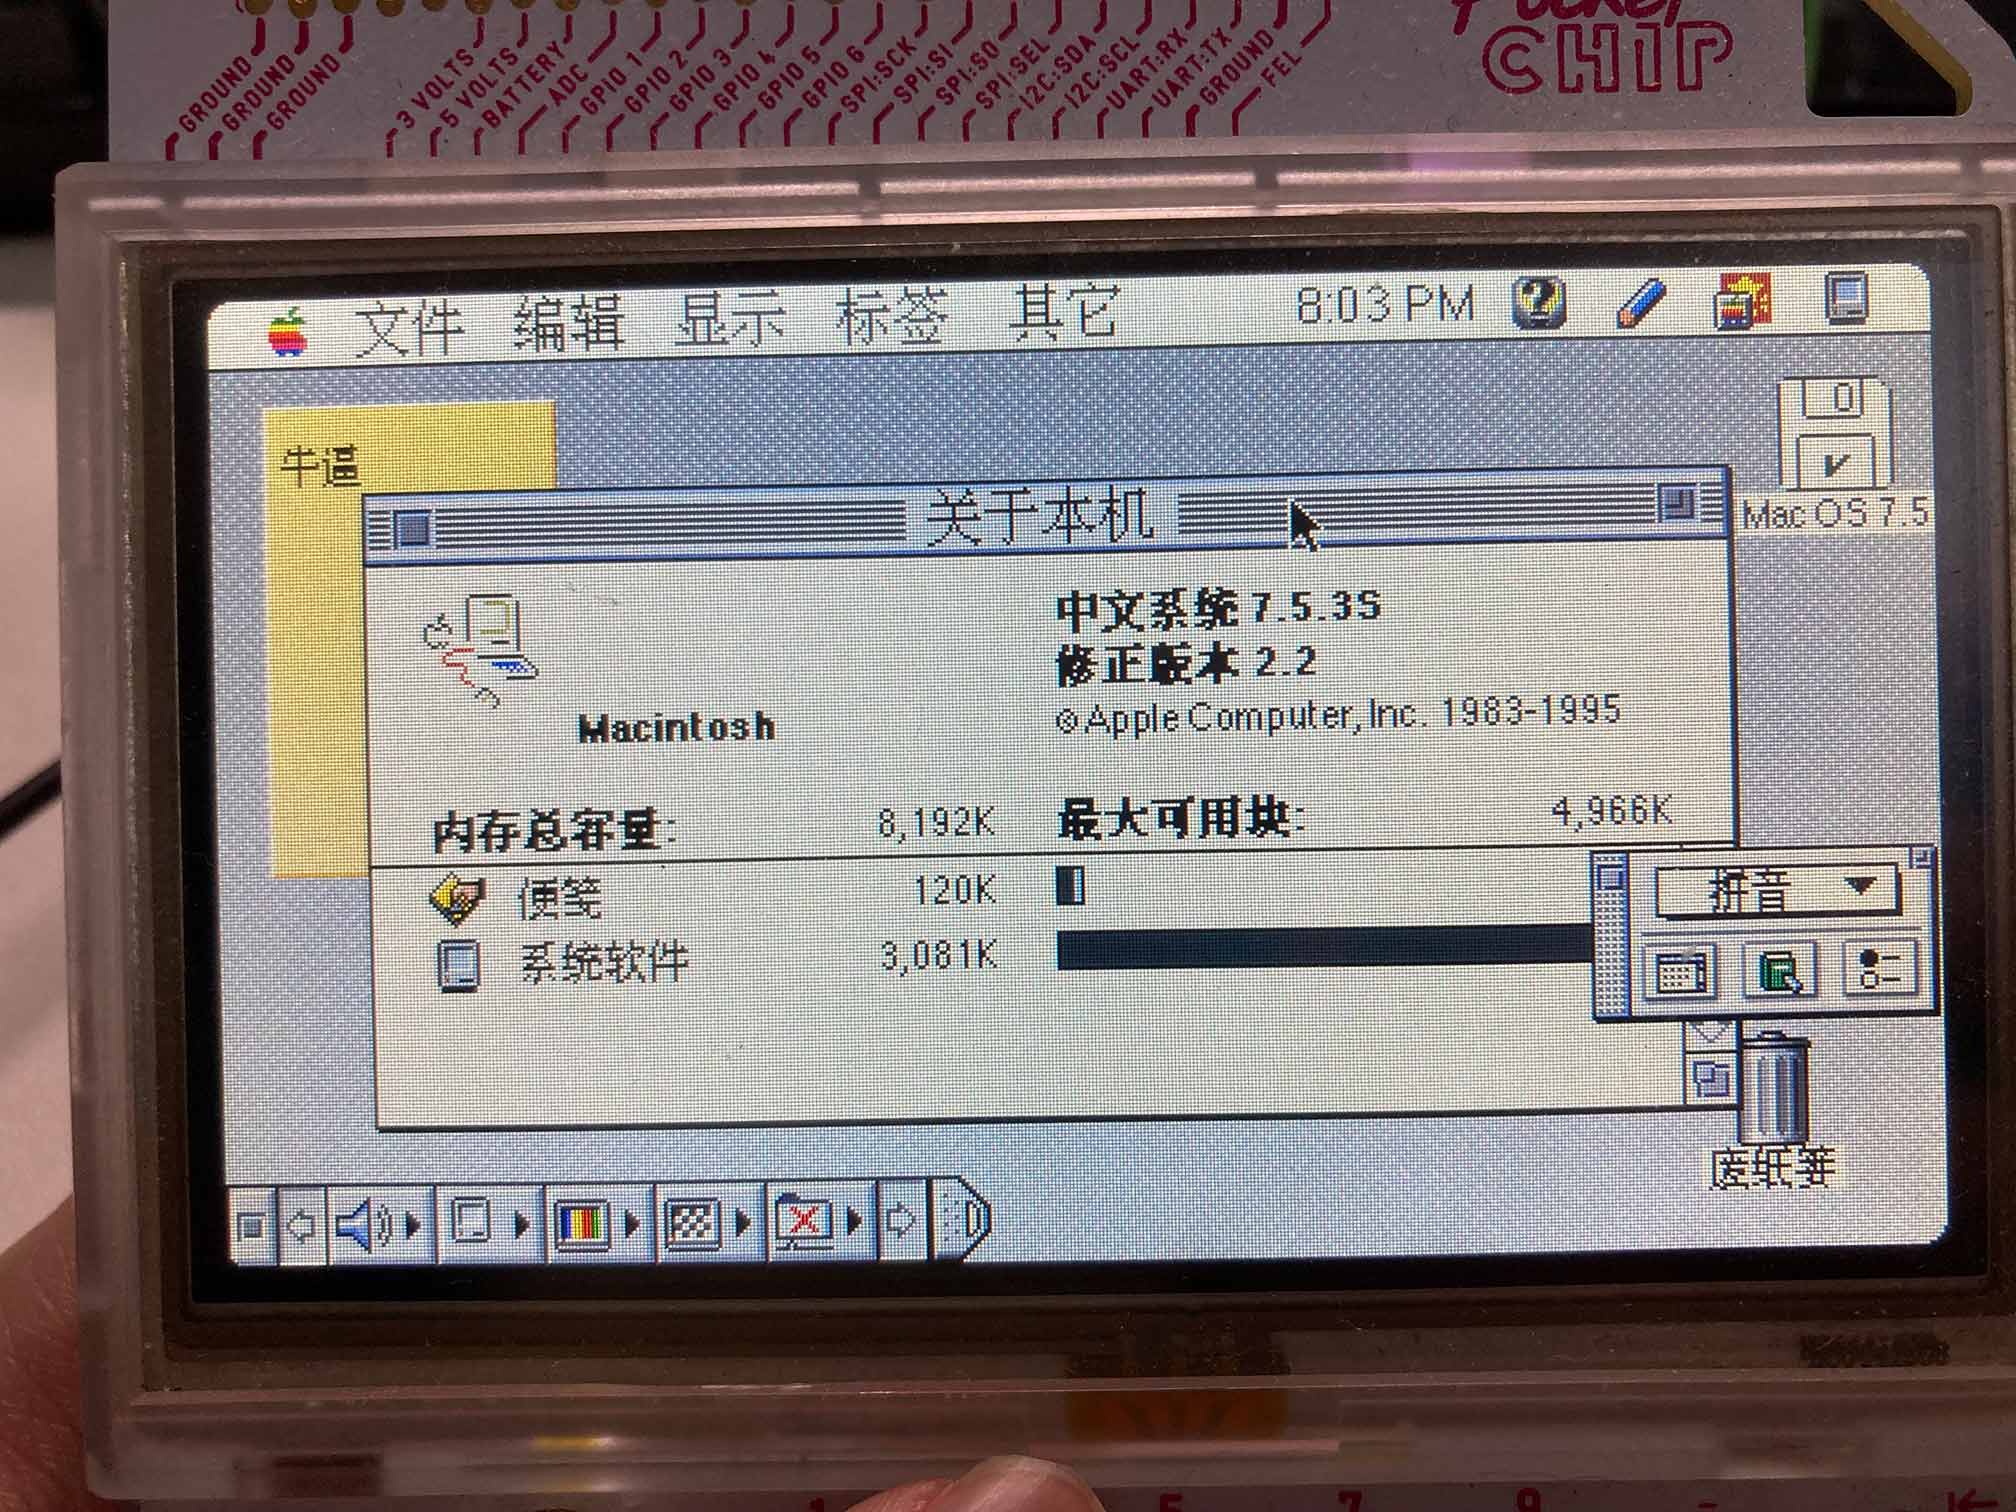 Pocket
CHIP
GROUND
GROUND
GROUND
3 VOLTS
5 VOLTS
BATTERY
ADC
GPIO 1
GPIO 2
GPIO 3
GPIO 4
GPIO 5
GPIO 6
SPI:SCK
SPI:SI
SPI:SO
SPI:SEL
I2C:SDA
I2C:SCL
UART:RX
UART:TX
GROUND
FEL
文件 编辑 显示 标签 其它 8:03 PM
牛逼
Mac OS 7.5
关于本机
中文系统 7.5.3S
修正版本 2.2
©Apple Computer, Inc. 1983-1995
Macintosh
内存总容量: 8,192K 最大可用块: 4,966K
便笺 120K
系统软件 3,081K
拼音
废纸篓
5 7 9 -